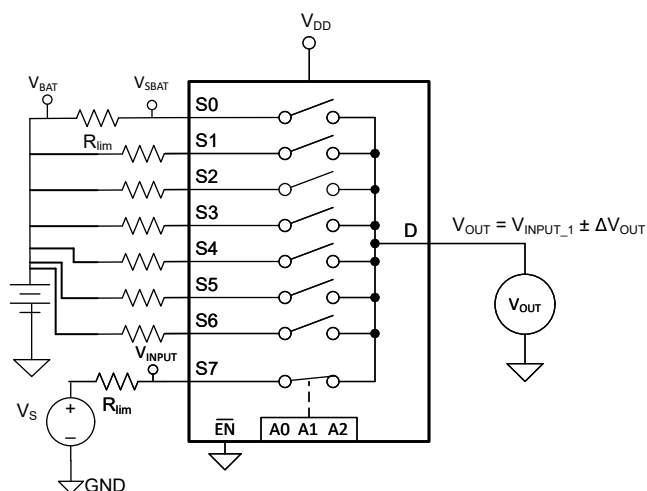 VDD
VBAT
VSBAT
S0
Rlim
S1
S2
S3
D
VOUT = VINPUT_1 ± ΔVOUT
S4
S5
VOUT
S6
VINPUT
S7
Rlim
VS
EN
A0 A1 A2
GND